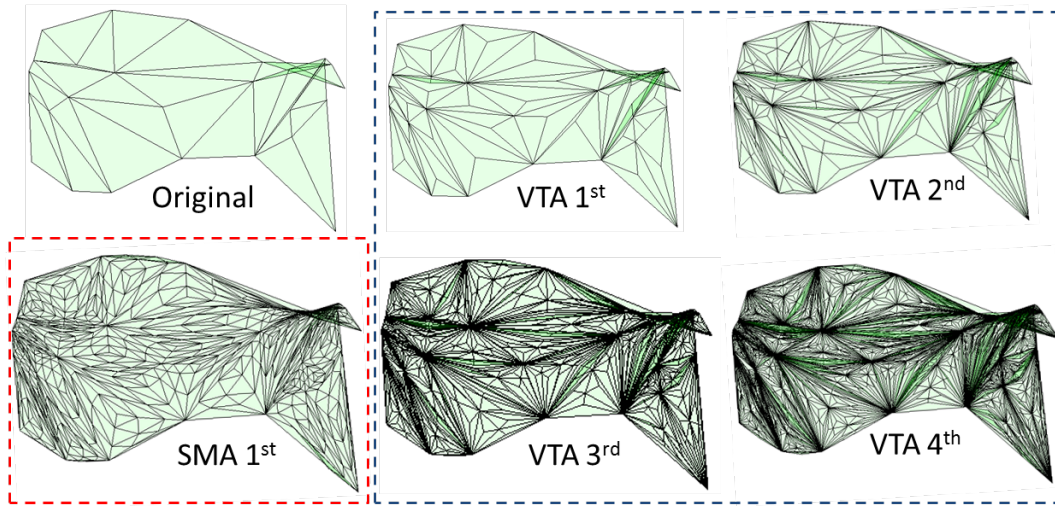 Original
VTA 1st
VTA 2nd
SMA 1st
VTA 3rd
VTA 4th